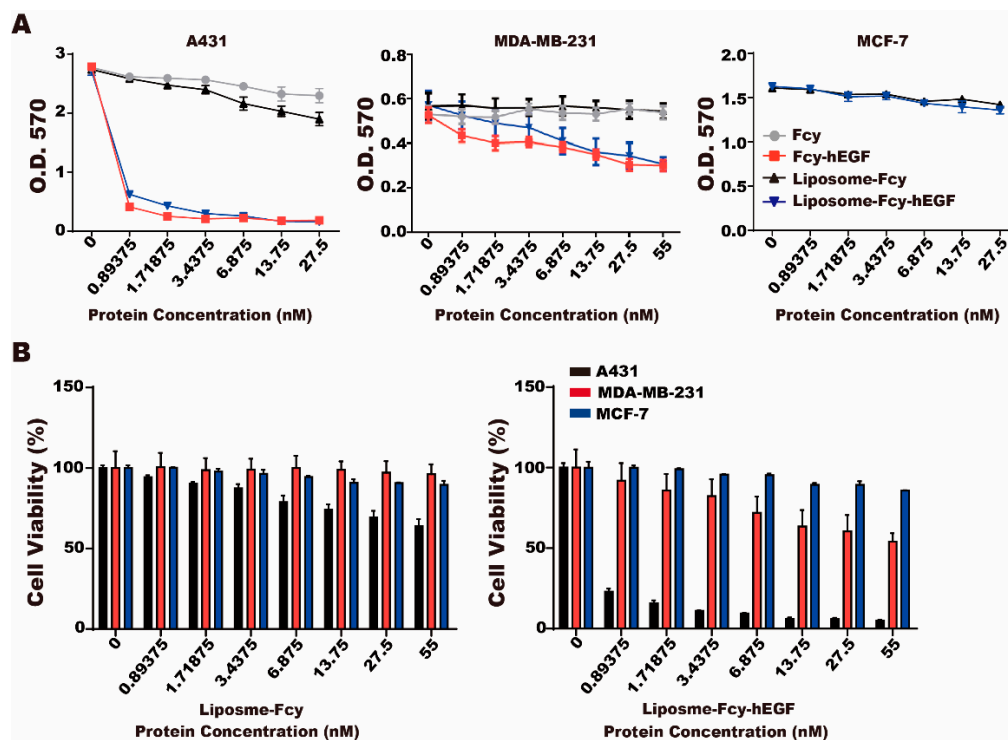 A
A431
O.D. 570
3
2
1
0
0
0.89375
1.71875
3.4375
6.875
13.75
27.5
Protein Concentration (nM)
MDA-MB-231
O.D. 570
0.8
0.6
0.4
0.2
0.0
0
0.89375
1.71875
3.4375
6.875
13.75
27.5
55
Protein Concentration (nM)
MCF-7
O.D. 570
2.0
1.5
1.0
0.5
0.0
Fcy
Fcy-hEGF
Liposome-Fcy
Liposome-Fcy-hEGF
0
0.89375
1.71875
3.4375
6.875
13.75
27.5
Protein Concentration (nM)
B
Cell Viability (%)
150
100
50
0
0
0.89375
1.71875
3.4375
6.875
13.75
27.5
55
Liposme-Fcy
Protein Concentration (nM)
A431
MDA-MB-231
MCF-7
Cell Viability (%)
150
100
50
0
0
0.89375
1.71875
3.4375
6.875
13.75
27.5
55
Liposme-Fcy-hEGF
Protein Concentration (nM)